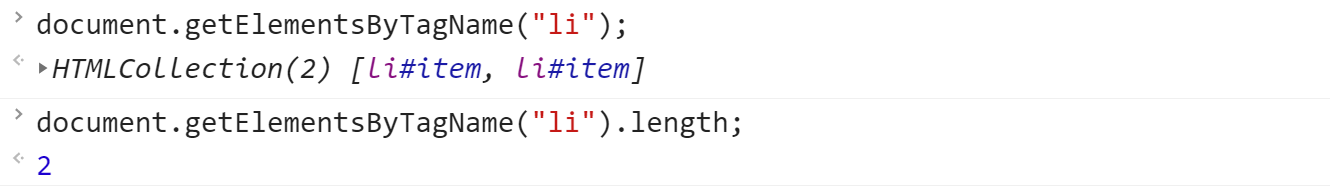 > document.getElementsByTagName("li");
<· ▸HTMLCollection(2) [li#item, li#item]
> document.getElementsByTagName("li").length;
<· 2